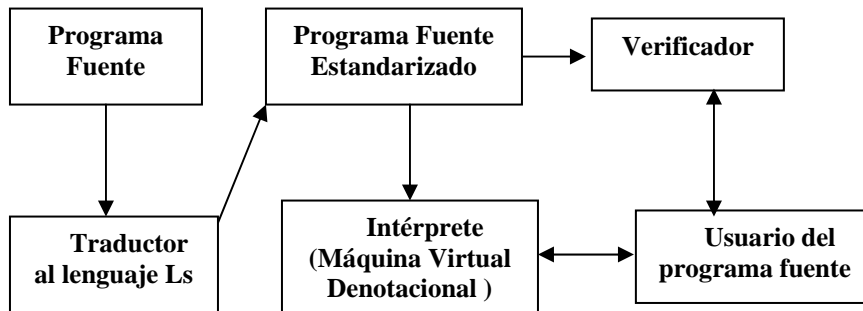 Programa
Fuente
Programa Fuente
Estandarizado
Verificador
Traductor
al lenguaje Ls
Intérprete
(Máquina Virtual
Denotacional )
Usuario del
programa fuente